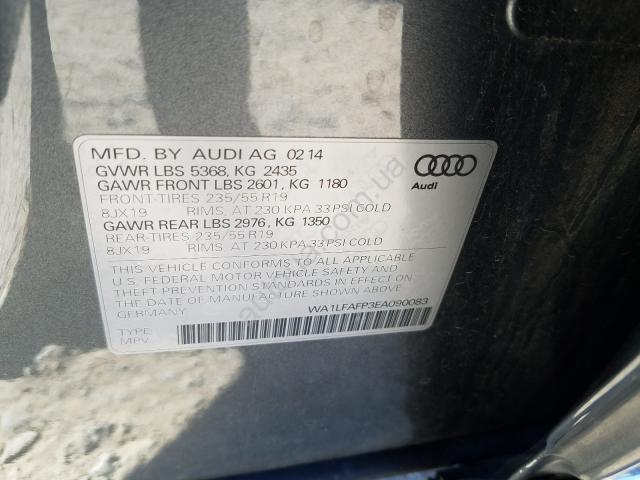 MFD. BY AUDI AG 02 14
GVWR LBS 5368, KG 2435
GAWR FRONT LBS 2601, KG 1180
FRONT-TIRES 235/55 R19
8JX19 RIMS, AT 230 KPA 33 PSI COLD
GAWR REAR LBS 2976, KG 1350
REAR-TIRES 235/55 R19
8JX19 RIMS AT 230 KPA 33 PSI COLD
THIS VEHICLE CONFORMS TO ALL APPLICABLE
U.S. FEDERAL MOTOR VEHICLE SAFETY AND
THEFT PREVENTION STANDARDS IN EFFECT ON THE
DATE OF MANUFACTURE SHOWN ABOVE
GERMANY WA1LFAFP3EA090083
TYPE:
MPV
Audi